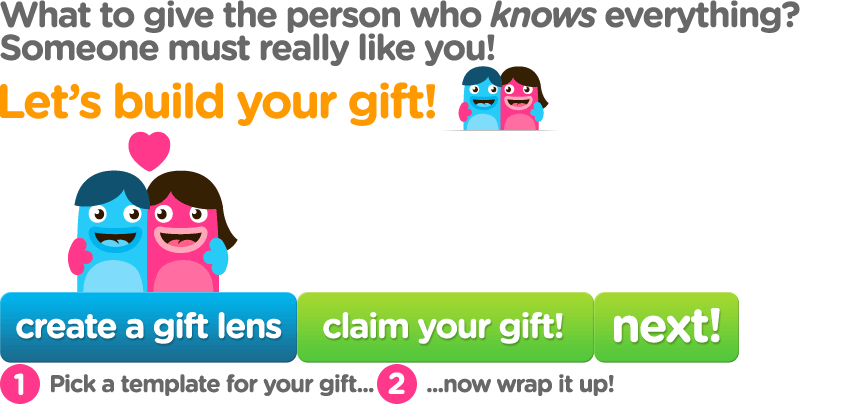 What to give the person who knows everything?
Someone must really like you!
Let's build your gift!
create a gift lens claim your gift! next!
1 Pick a template for your gift... 2 ...now wrap it up!